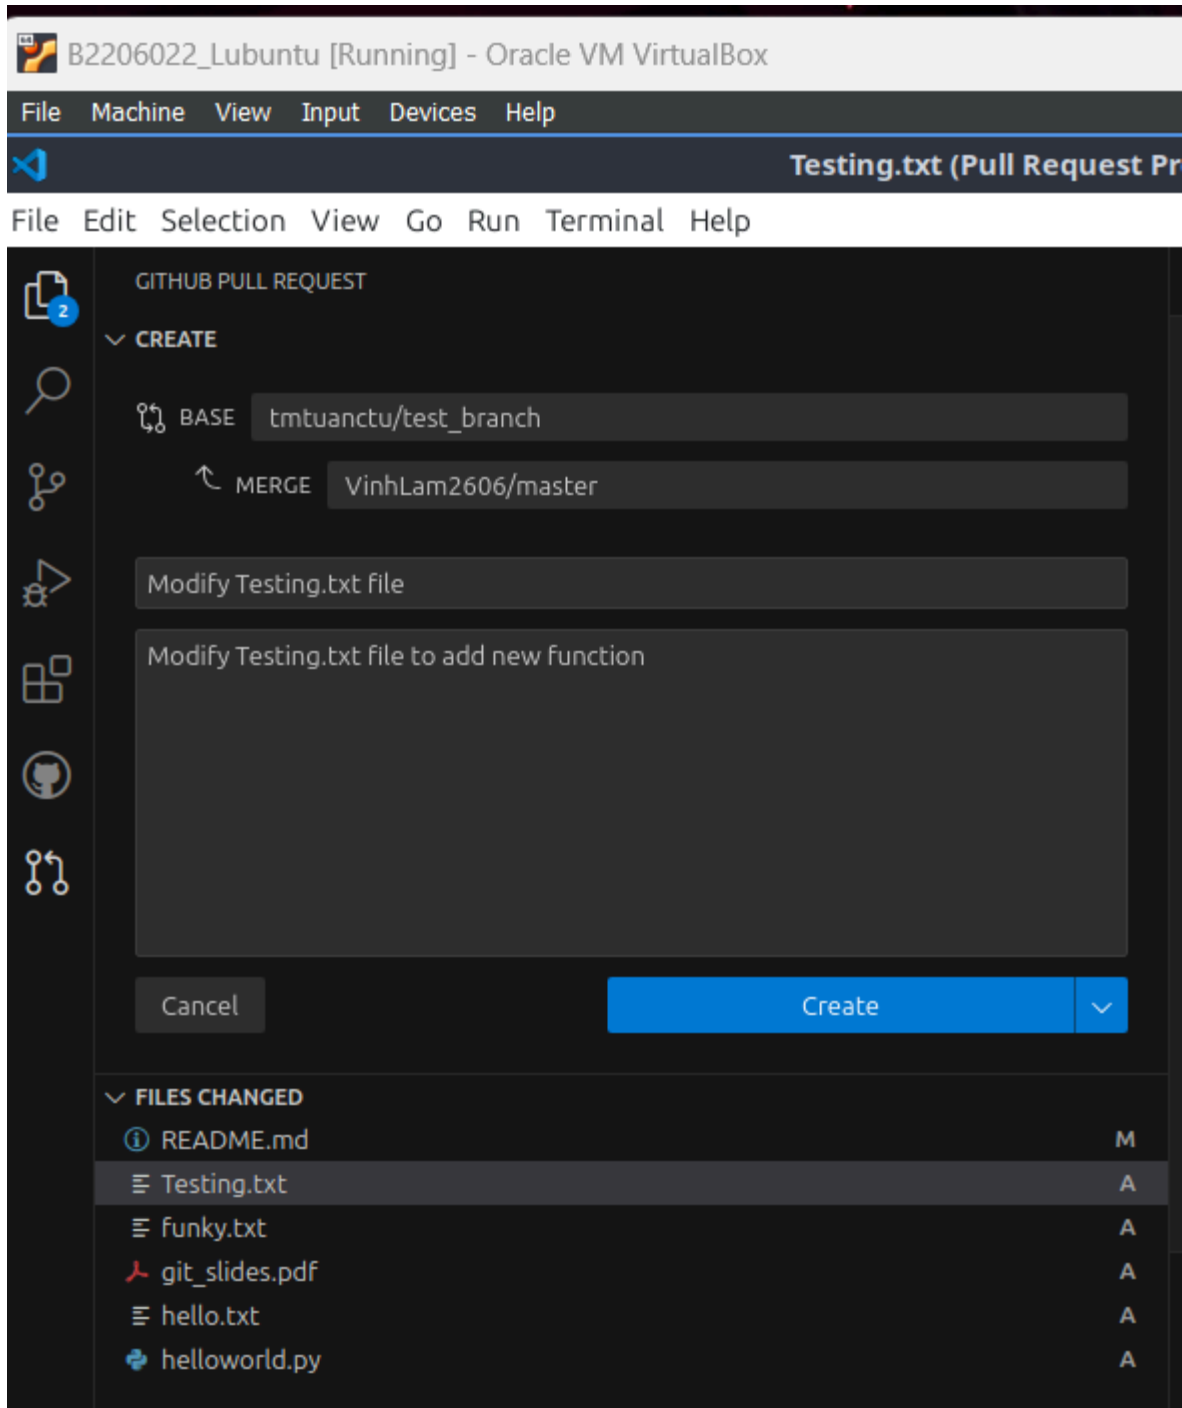 B2206022_Lubuntu [Running] - Oracle VM VirtualBox
File Machine View Input Devices Help
Testing.txt (Pull Request Pr
File Edit Selection View Go Run Terminal Help
GITHUB PULL REQUEST
2
CREATE
BASE tmtuanctu/test_branch
MERGE VinhLam2606/master
Modify Testing.txt file
Modify Testing.txt file to add new function
Cancel Create
FILES CHANGED
README.md M
Testing.txt A
funky.txt A
git_slides.pdf A
hello.txt A
helloworld.py A